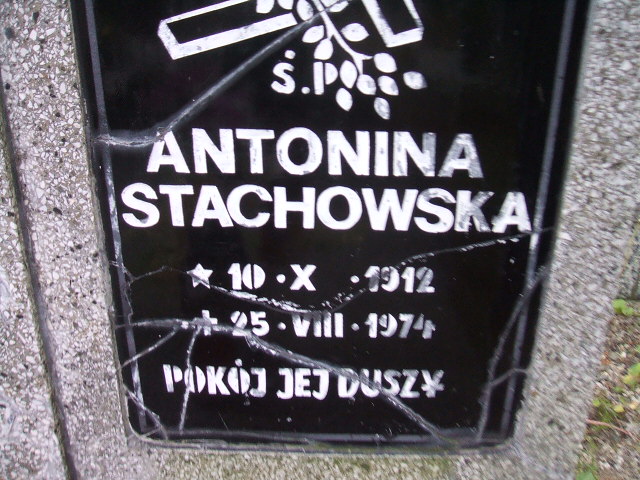 Ś.P
ANTONINA
STACHOWSKA
★ 10 · X · 1912
+ 25 · VIII · 1974
POKÓJ JEJ DUSZY